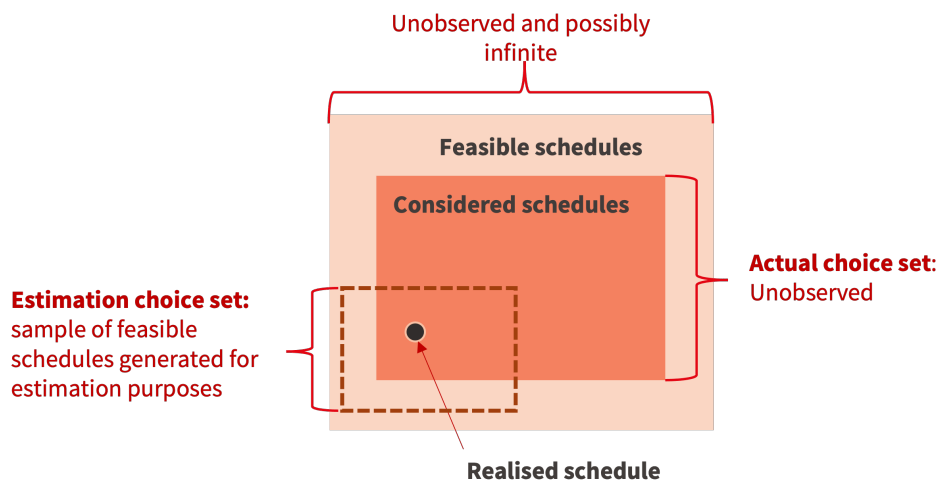 Unobserved and possibly
infinite
Feasible schedules
Considered schedules
Actual choice set:
Unobserved
Estimation choice set:
sample of feasible
schedules generated for
estimation purposes
Realised schedule